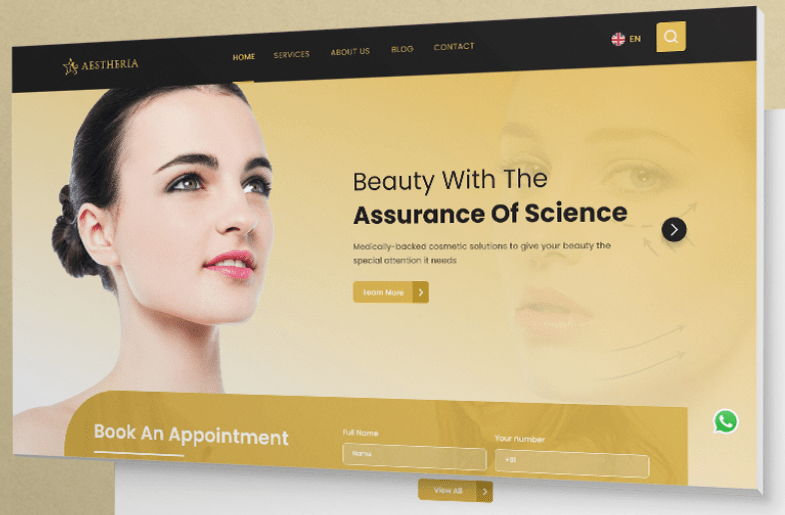 AESTHERIA
HOME SERVICES ABOUT US BLOG CONTACT
EN
Beauty With The
Assurance Of Science
Medically-backed cosmetic solutions to give your beauty the
special attention it needs
Learn More
Book An Appointment
Full Name
Your number
Name
+91
View All